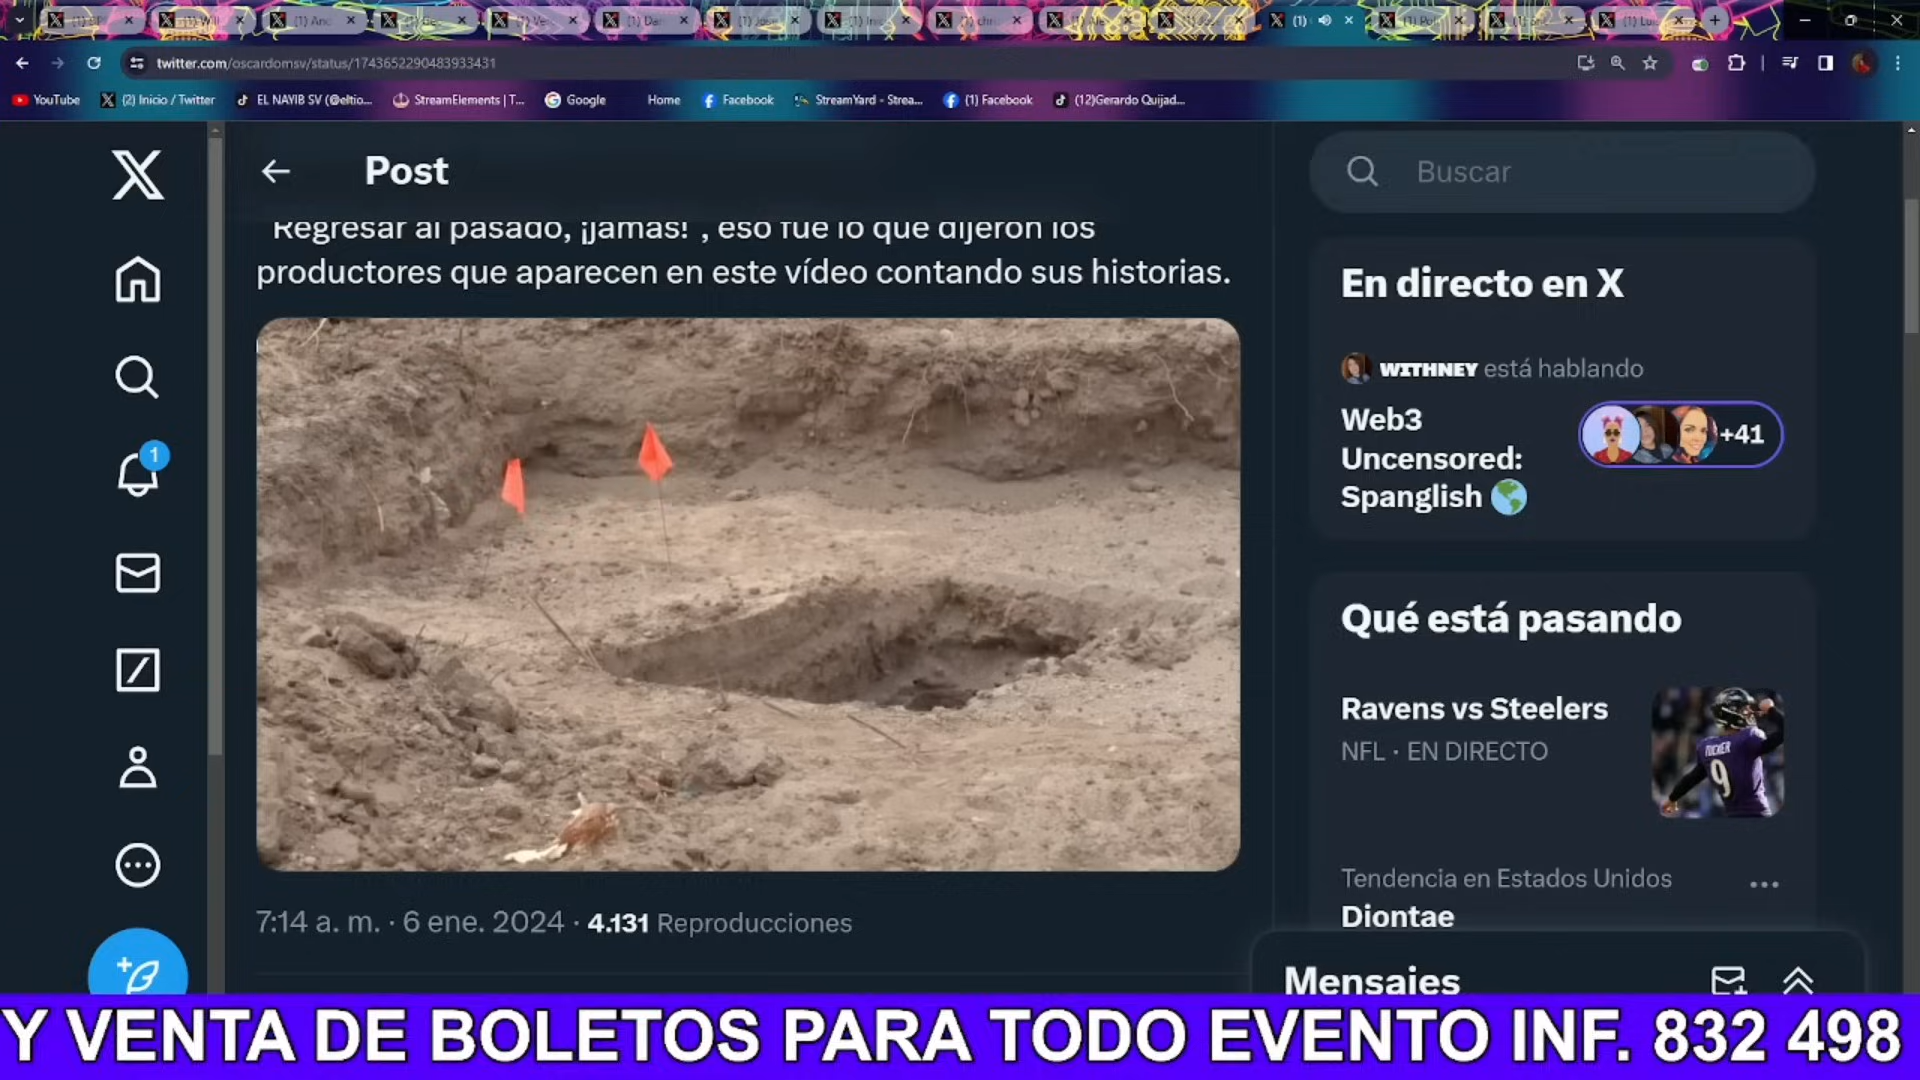 twitter.com/oscardomsv/status/1743652290483933431
YouTube
(2) Inicio / Twitter
EL NAYIB SV (@eltio...
StreamElements | T...
Google
Home
Facebook
StreamYard - Strea...
(1) Facebook
(12)Gerardo Quijad...
Post
Regresar al pasado, ¡jamas! , eso fue lo que dijeron los
productores que aparecen en este vídeo contando sus historias.
7:14 a. m. · 6 ene. 2024 · 4.131 Reproducciones
1
Buscar
En directo en X
WITHNEY está hablando
Web3
Uncensored:
Spanglish
+41
Qué está pasando
Ravens vs Steelers
NFL · EN DIRECTO
TUCKER
9
Tendencia en Estados Unidos
Diontae
Mensajes
Y VENTA DE BOLETOS PARA TODO EVENTO INF. 832 498